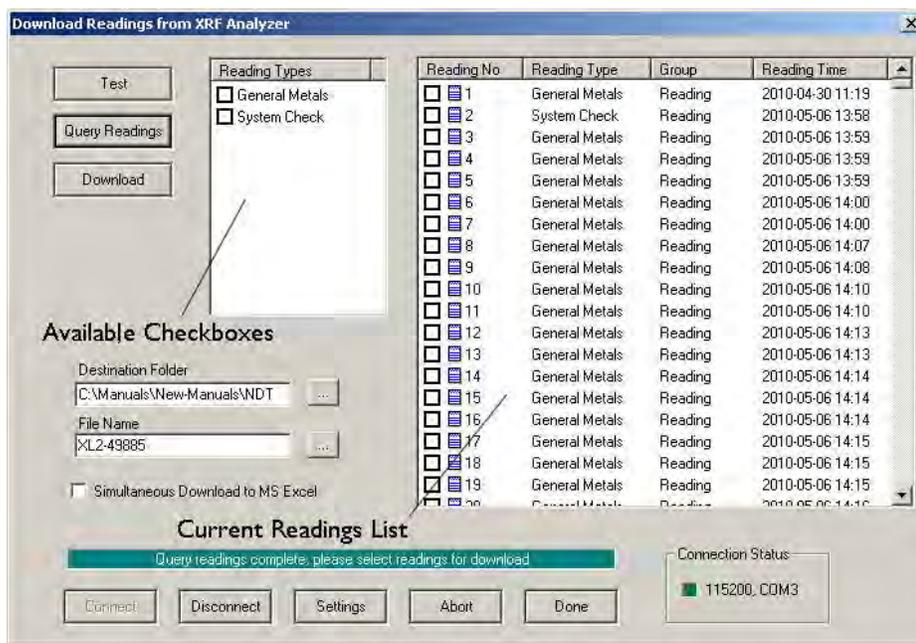 Download Readings from XRF Analyzer
Test
Query Readings
Download
Reading Types
General Metals
System Check
Available Checkboxes
Destination Folder
C:\Manuals\New-Manuals\NDT
...
File Name
XL2-49885
...
Simultaneous Download to MS Excel
Reading No Reading Type Group Reading Time
1 General Metals Reading 2010-04-30 11:19
2 System Check Reading 2010-05-06 13:58
3 General Metals Reading 2010-05-06 13:59
4 General Metals Reading 2010-05-06 13:59
5 General Metals Reading 2010-05-06 13:59
6 General Metals Reading 2010-05-06 14:00
7 General Metals Reading 2010-05-06 14:00
8 General Metals Reading 2010-05-06 14:07
9 General Metals Reading 2010-05-06 14:08
10 General Metals Reading 2010-05-06 14:10
11 General Metals Reading 2010-05-06 14:10
12 General Metals Reading 2010-05-06 14:13
13 General Metals Reading 2010-05-06 14:13
14 General Metals Reading 2010-05-06 14:14
15 General Metals Reading 2010-05-06 14:14
16 General Metals Reading 2010-05-06 14:14
17 General Metals Reading 2010-05-06 14:15
18 General Metals Reading 2010-05-06 14:15
19 General Metals Reading 2010-05-06 14:15
Current Readings List
Query readings complete, please select readings for download
Connect
Disconnect
Settings
Abort
Done
Connection Status
115200, COM3